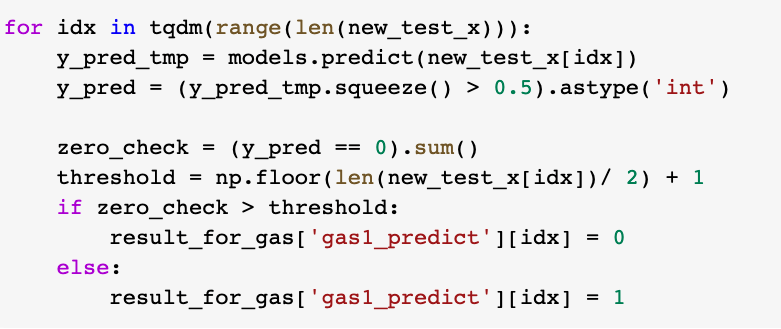 for idx in tqdm(range(len(new_test_x))):
    y_pred_tmp = models.predict(new_test_x[idx])
    y_pred = (y_pred_tmp.squeeze() > 0.5).astype('int')

    zero_check = (y_pred == 0).sum()
    threshold = np.floor(len(new_test_x[idx])/ 2) + 1
    if zero_check > threshold:
        result_for_gas['gas1_predict'][idx] = 0
    else:
        result_for_gas['gas1_predict'][idx] = 1